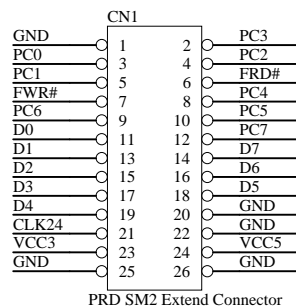 CN1
GND 1 2 PC3
PC0 3 4 PC2
PC1 5 6 FRD#
FWR# 7 8 PC4
PC6 9 10 PC5
D0 11 12 PC7
D1 13 14 D7
D2 15 16 D6
D3 17 18 D5
D4 19 20 GND
CLK24 21 22 GND
VCC3 23 24 VCC5
GND 25 26 GND
PRD SM2 Extend Connector